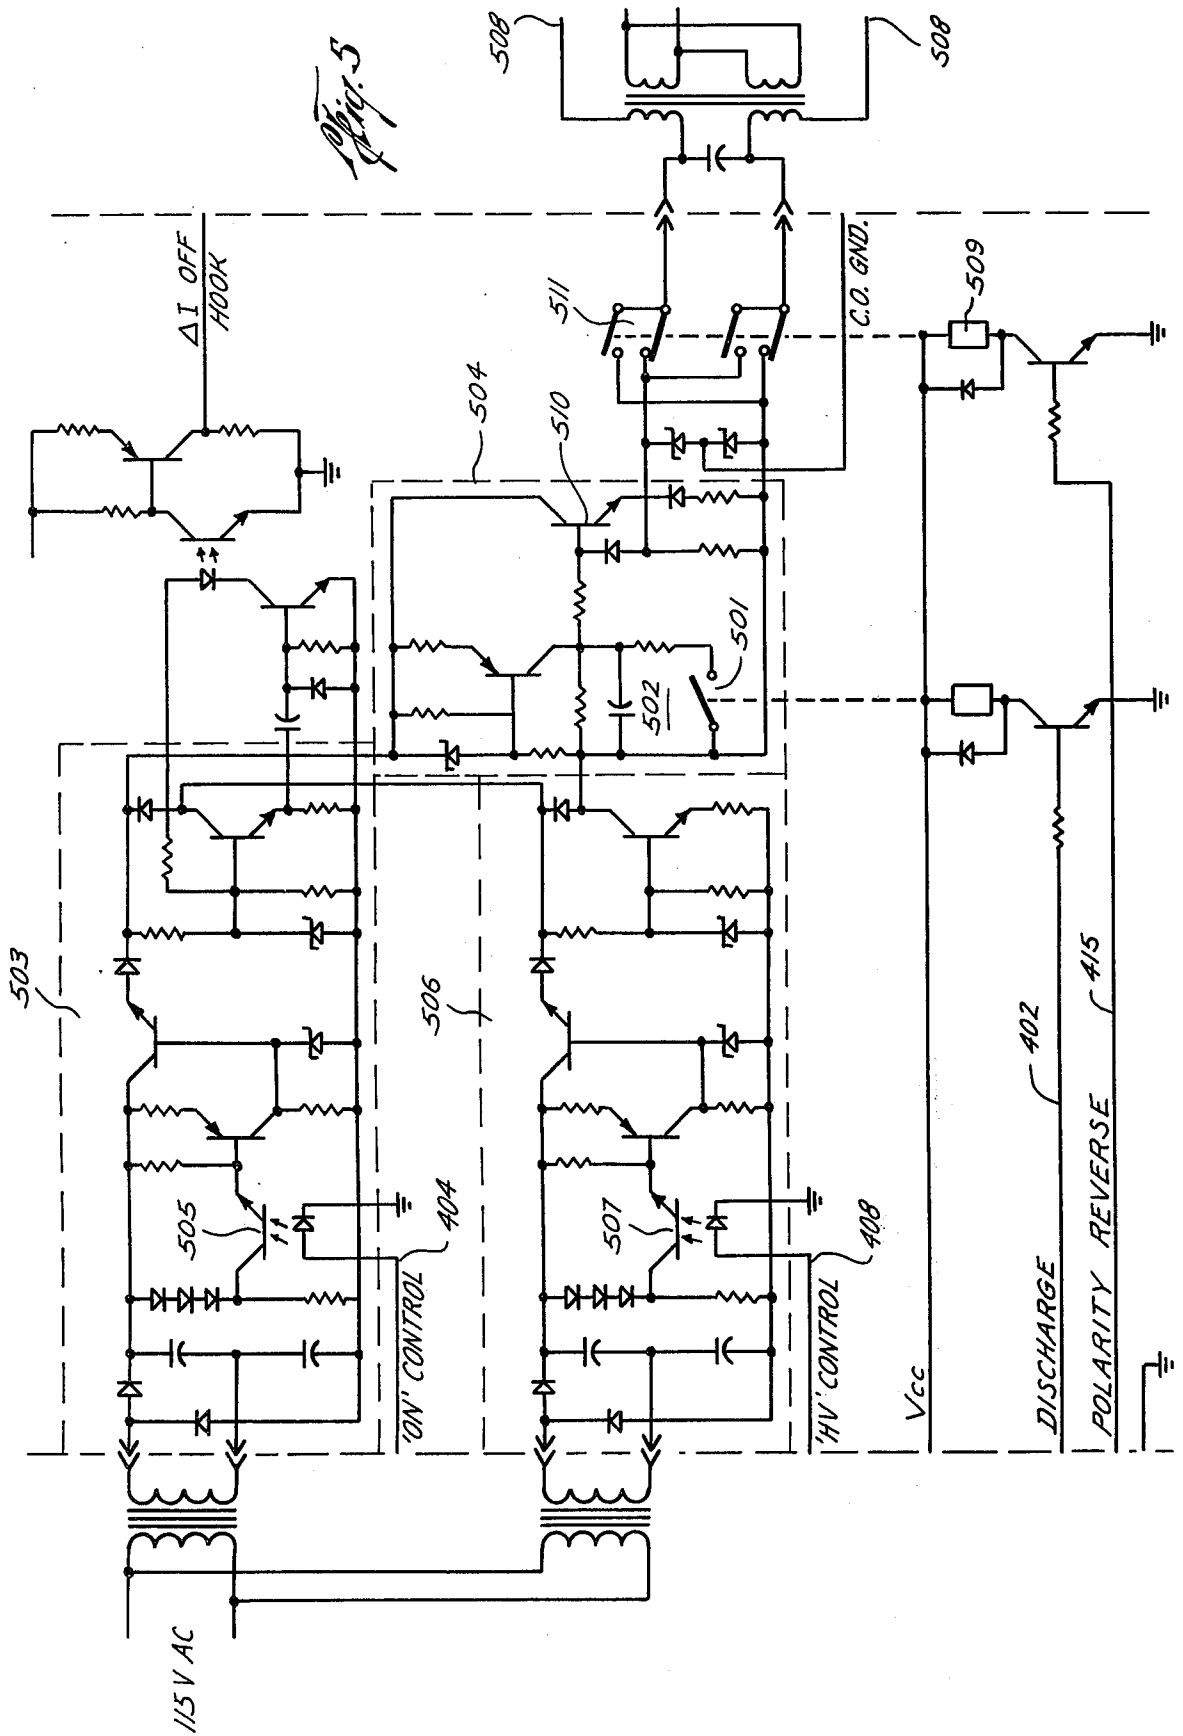 Fig. 5
115 V AC
503
505
'ON' CONTROL
404
506
507
'HV' CONTROL
408
ΔI OFF
HOOK
504
510
502
501
511
C.O. GND.
508
508
509
Vcc
DISCHARGE
402
POLARITY REVERSE
415